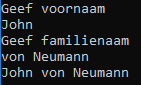 Geef voornaam
John
Geef familienaam
von Neumann
John von Neumann